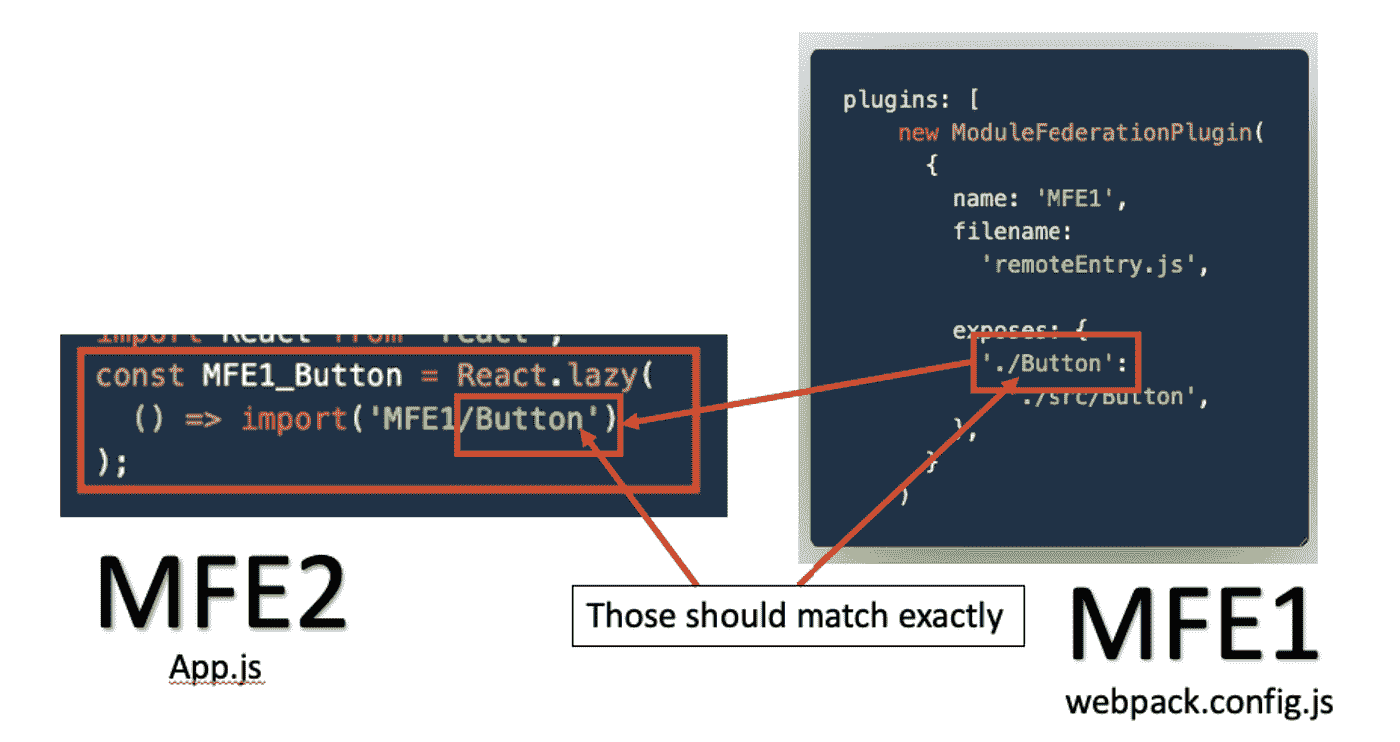 import React from 'react';
const MFE1_Button = React.lazy(
() => import('MFE1/Button')
);
MFE2
App.js
plugins: [
new ModuleFederationPlugin(
{
name: 'MFE1',
filename:
'remoteEntry.js',
exposes: {
'./Button':
'./src/Button',
},
}
)
MFE1
webpack.config.js
Those should match exactly